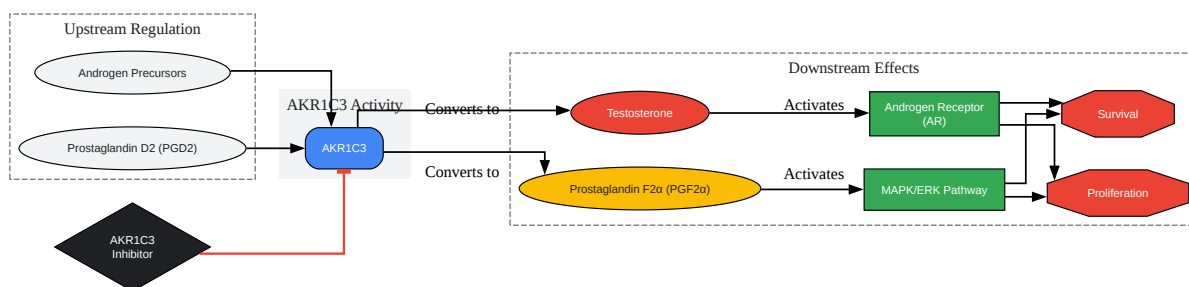 Upstream Regulation
Androgen Precursors
Prostaglandin D2 (PGD2)
AKR1C3
Inhibitor
AKR1C3 Activity
AKR1C3
Converts to
Converts to
Downstream Effects
Testosterone
Prostaglandin F2α (PGF2α)
Activates
Activates
Androgen Receptor
(AR)
MAPK/ERK Pathway
Survival
Proliferation